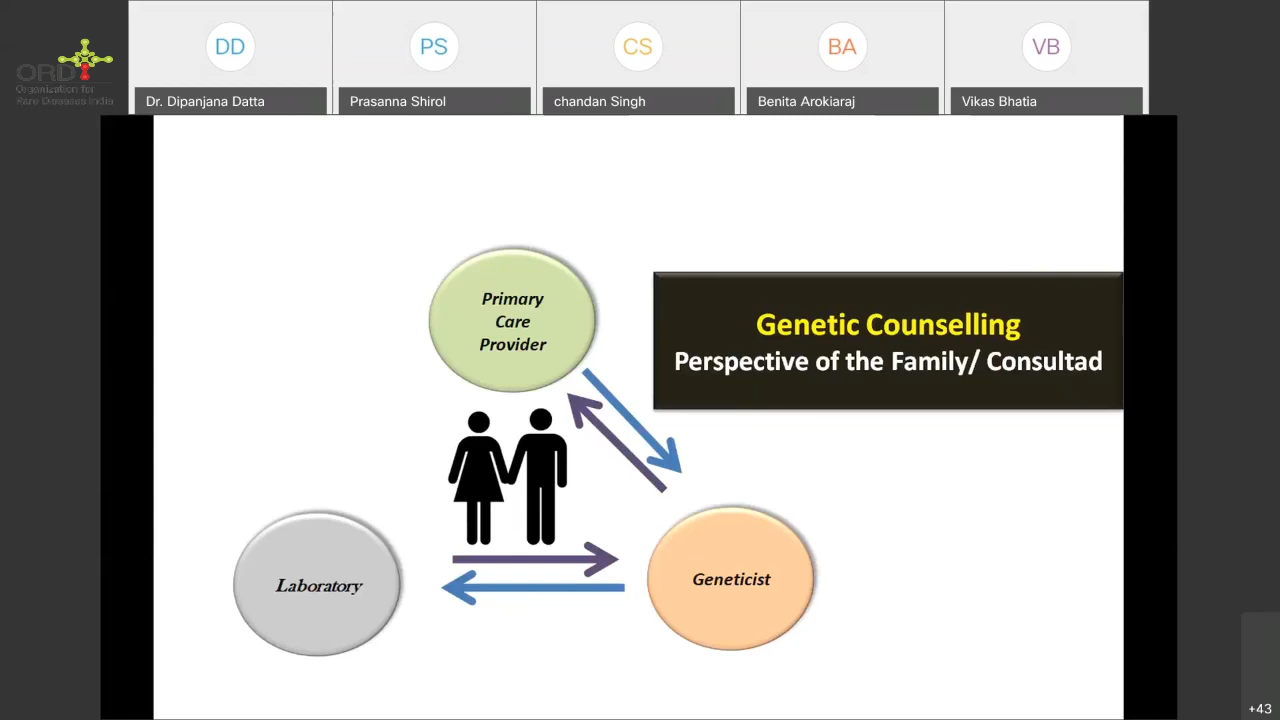 ORDI
Organization for
Rare Diseases India
DD
PS
CS
BA
VB
Dr. Dipanjana Datta
Prasanna Shirol
chandan Singh
Benita Arokiaraj
Vikas Bhatia
Primary
Care
Provider
Genetic Counselling
Perspective of the Family/ Consultad
Laboratory
Geneticist
+43